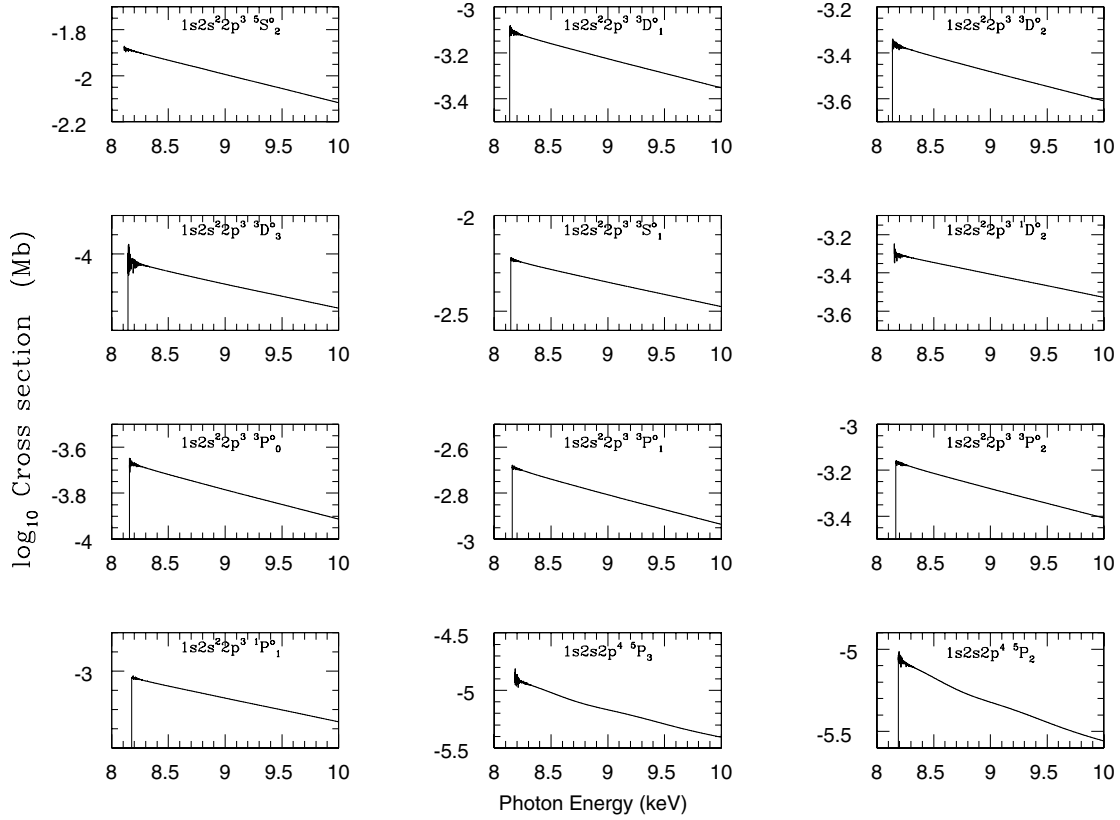 1s2s²2p³ ⁵S°₂
-1.8
-2
-2.2
8 8.5 9 9.5 10
1s2s²2p³ ³D°₁
-3
-3.2
-3.4
8 8.5 9 9.5 10
1s2s²2p³ ³D°₂
-3.2
-3.4
-3.6
8 8.5 9 9.5 10
1s2s²2p³ ³D°₃
-4
8 8.5 9 9.5 10
1s2s²2p³ ³S°₁
-2
-2.5
8 8.5 9 9.5 10
1s2s²2p³ ¹D°₂
-3.2
-3.4
-3.6
8 8.5 9 9.5 10
log₁₀ Cross section (Mb)
1s2s²2p³ ³P°₀
-3.6
-3.8
-4
8 8.5 9 9.5 10
1s2s²2p³ ³P°₁
-2.6
-2.8
-3
8 8.5 9 9.5 10
1s2s²2p³ ³P°₂
-3
-3.2
-3.4
8 8.5 9 9.5 10
1s2s²2p³ ¹P°₁
-3
8 8.5 9 9.5 10
1s2s2p⁴ ⁵P₃
-4.5
-5
-5.5
8 8.5 9 9.5 10
1s2s2p⁴ ⁵P₂
-5
-5.5
8 8.5 9 9.5 10
Photon Energy (keV)